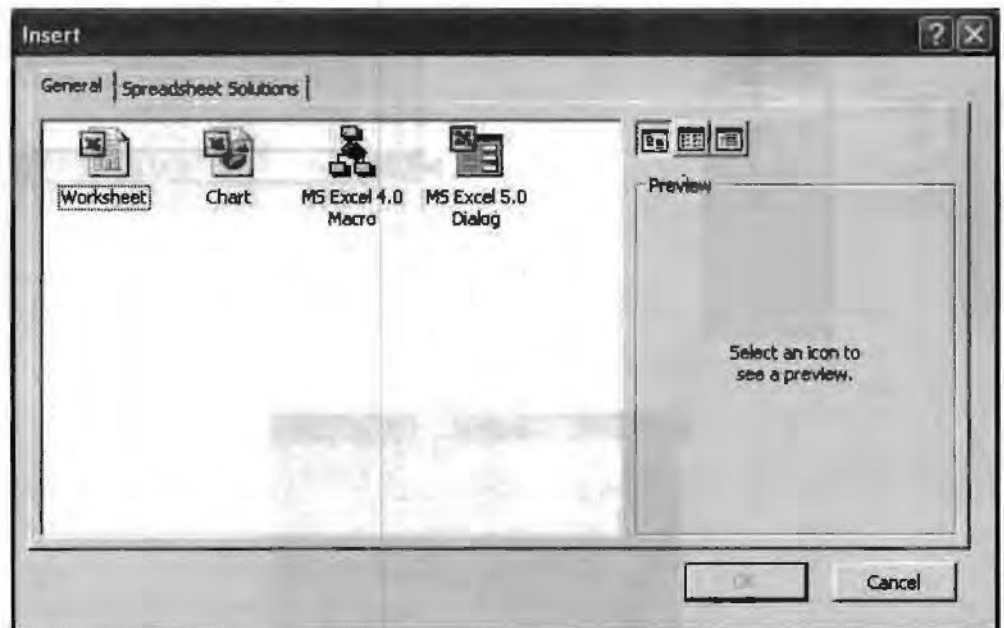 Insert
General
Spreadsheet Solutions
Worksheet
Chart
MS Excel 4.0
Macro
MS Excel 5.0
Dialog
Preview
Select an icon to
see a preview.
OK
Cancel